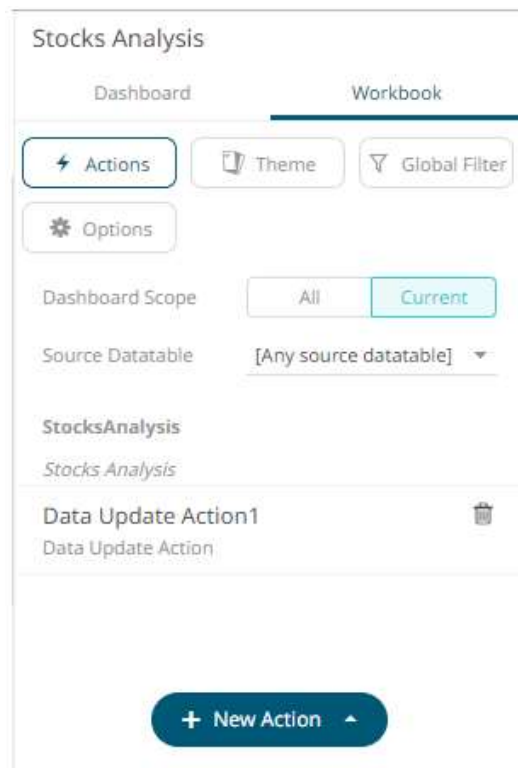 Stocks Analysis
Dashboard Workbook
Actions Theme Global Filter
Options
Dashboard Scope All Current
Source Datatable [Any source datatable]
StocksAnalysis
Stocks Analysis
Data Update Action1
Data Update Action
+ New Action